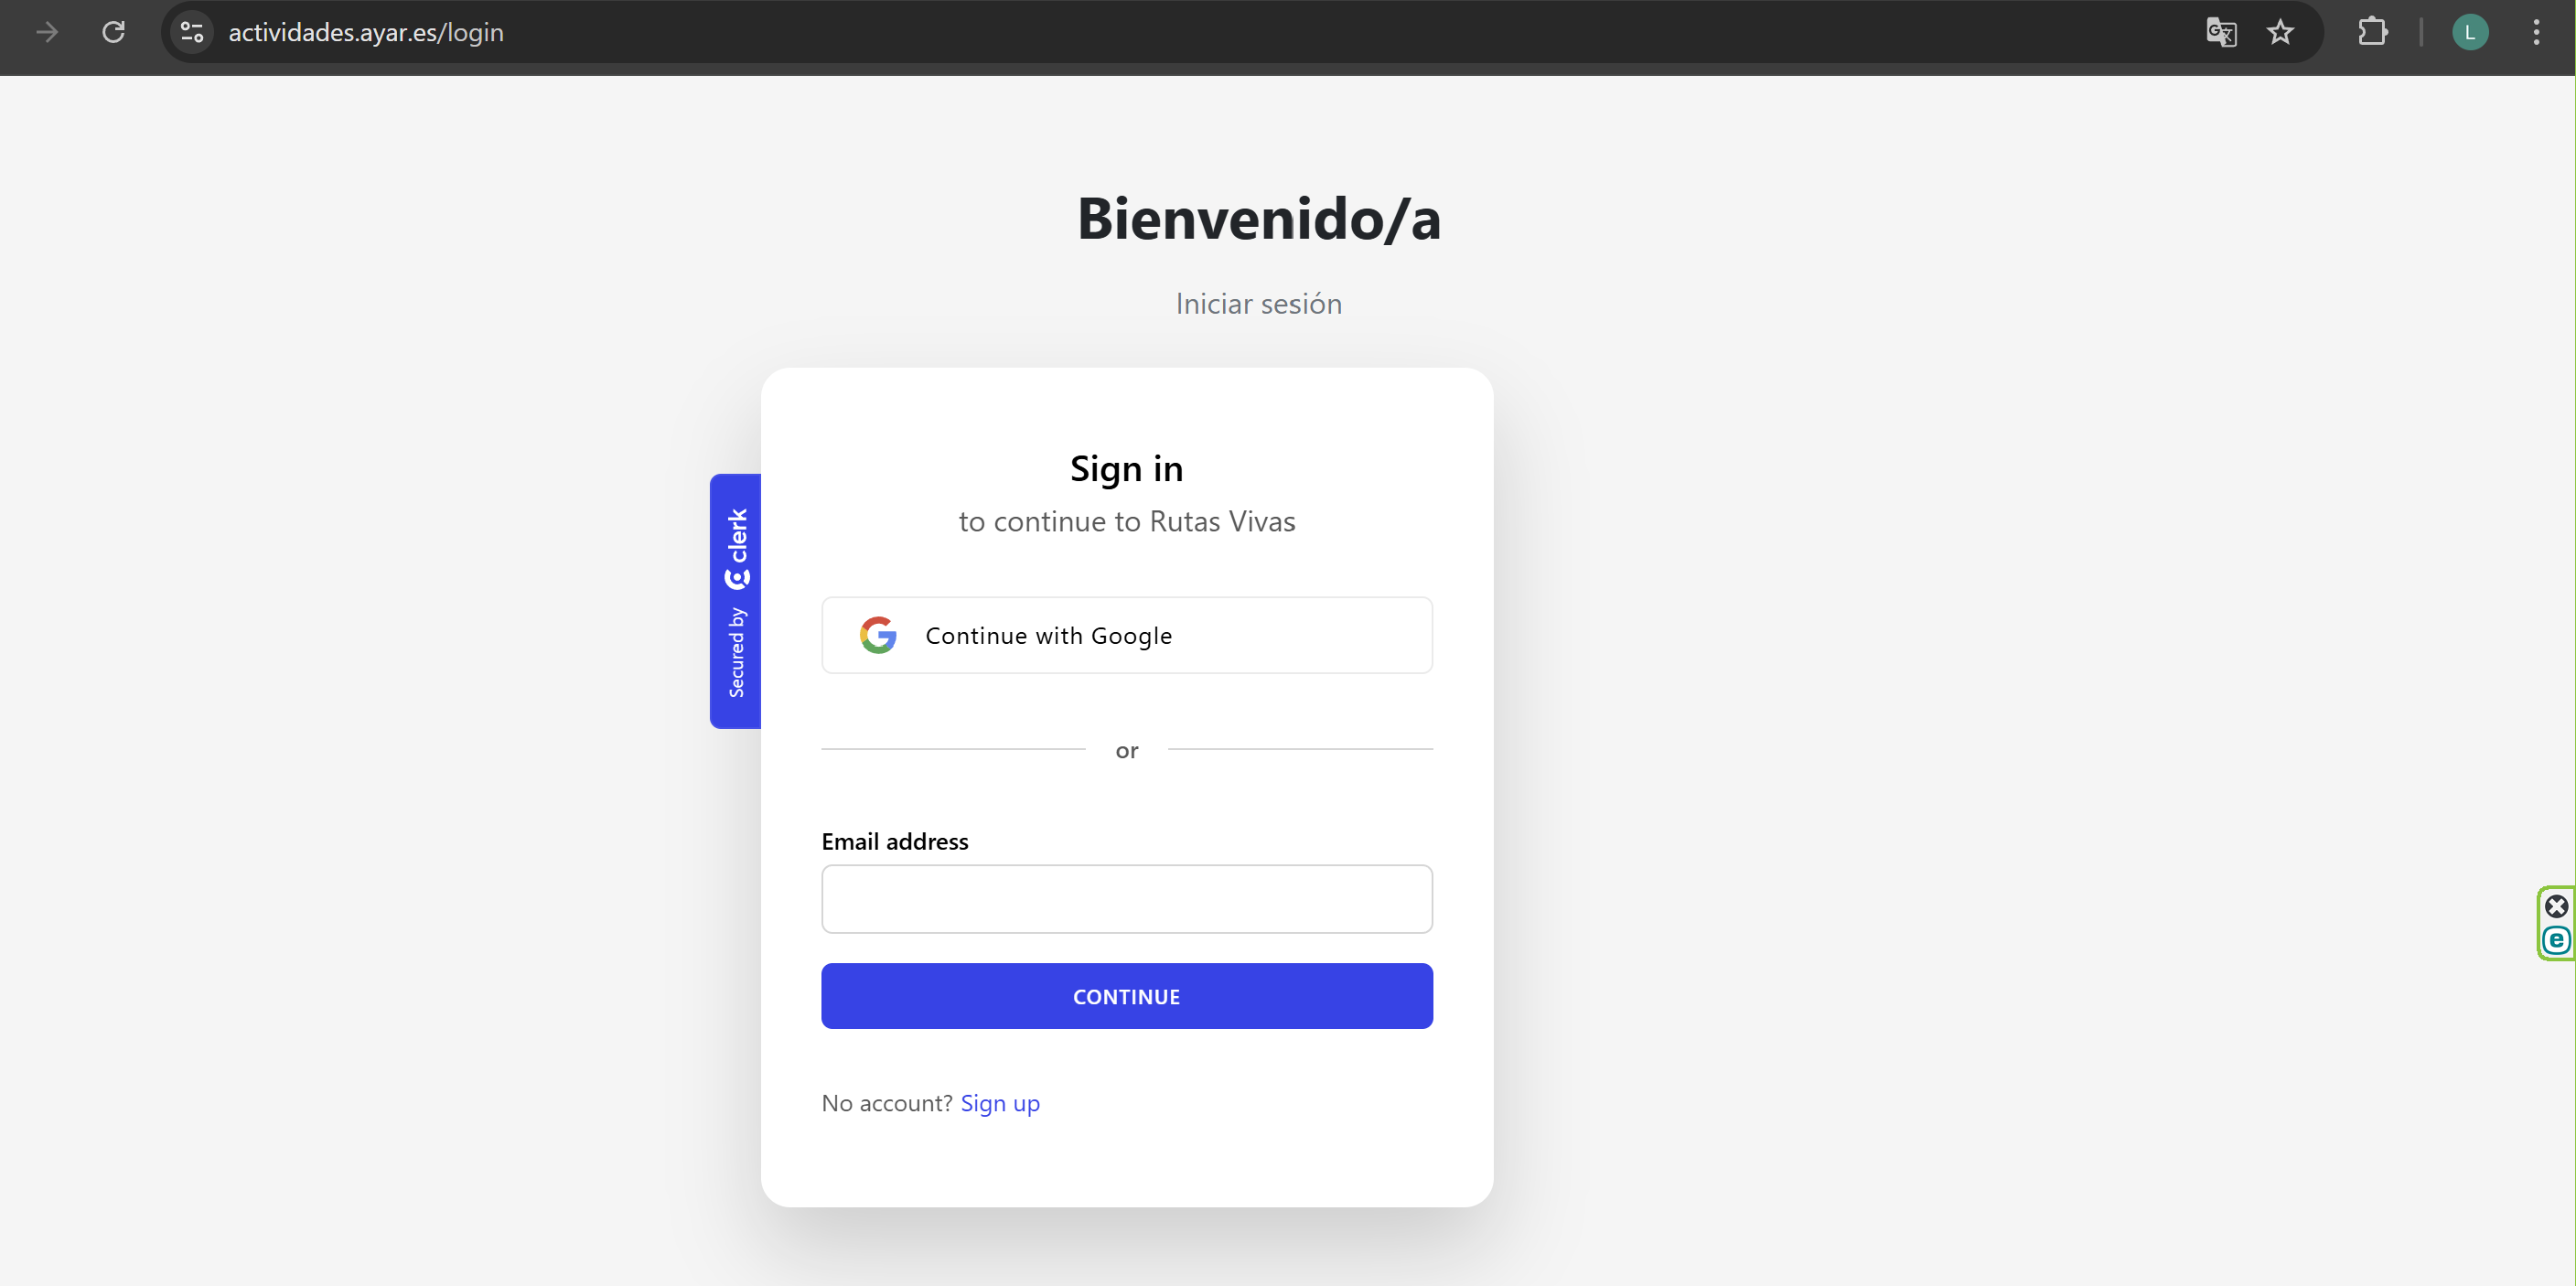 actividades.ayar.es/login
L
Bienvenido/a
Iniciar sesión
Sign in
to continue to Rutas Vivas
Secured by clerk
Continue with Google
or
Email address
CONTINUE
No account? Sign up